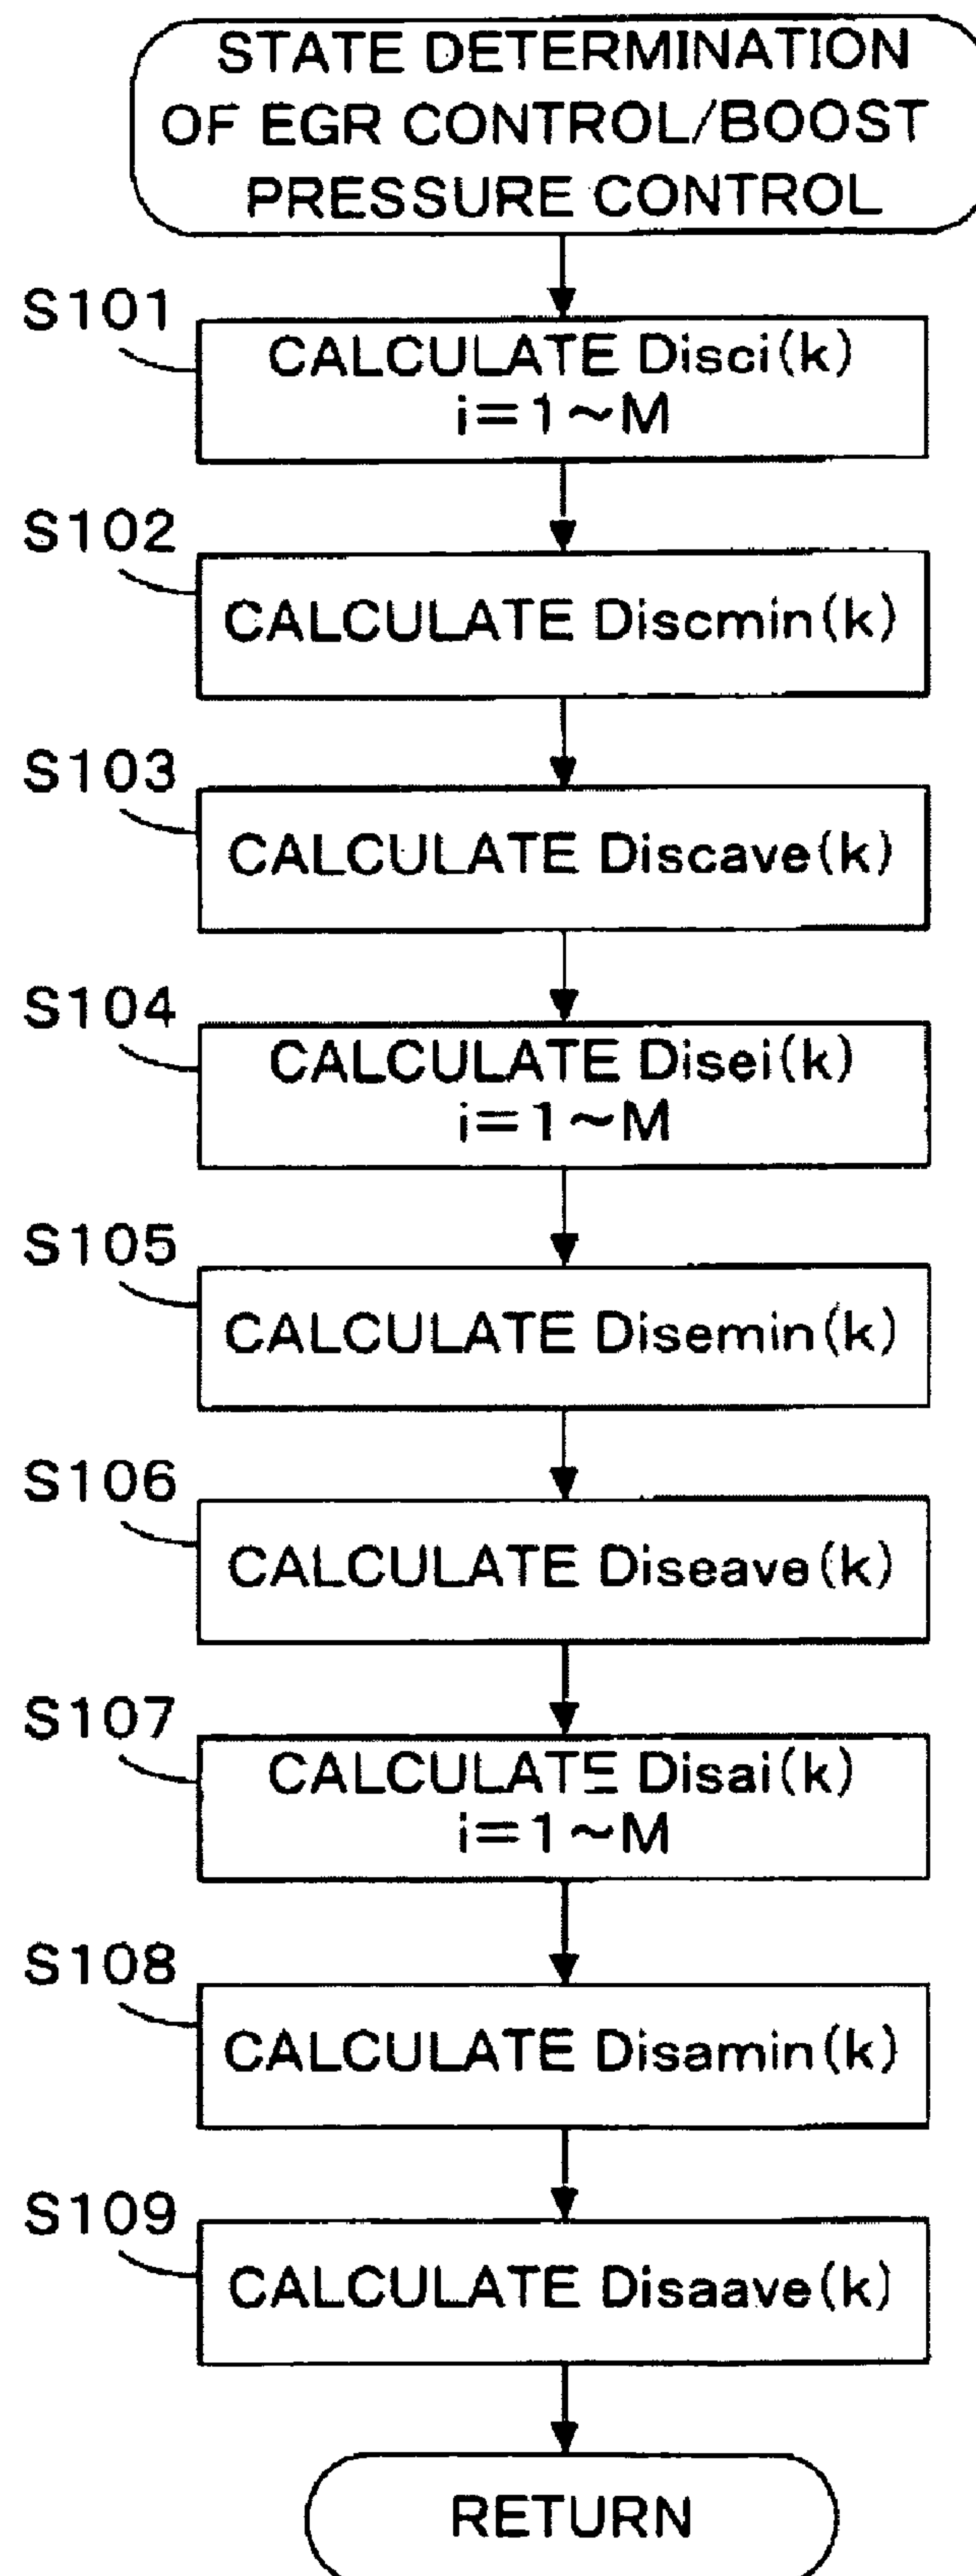 STATE DETERMINATION
OF EGR CONTROL/BOOST
PRESSURE CONTROL
S101
CALCULATE Disci(k)
i=1~M
S102
CALCULATE Discmin(k)
S103
CALCULATE Discave(k)
S104
CALCULATE Disei(k)
i=1~M
S105
CALCULATE Disemin(k)
S106
CALCULATE Diseave(k)
S107
CALCULATE Disai(k)
i=1~M
S108
CALCULATE Disamin(k)
S109
CALCULATE Disaave(k)
RETURN